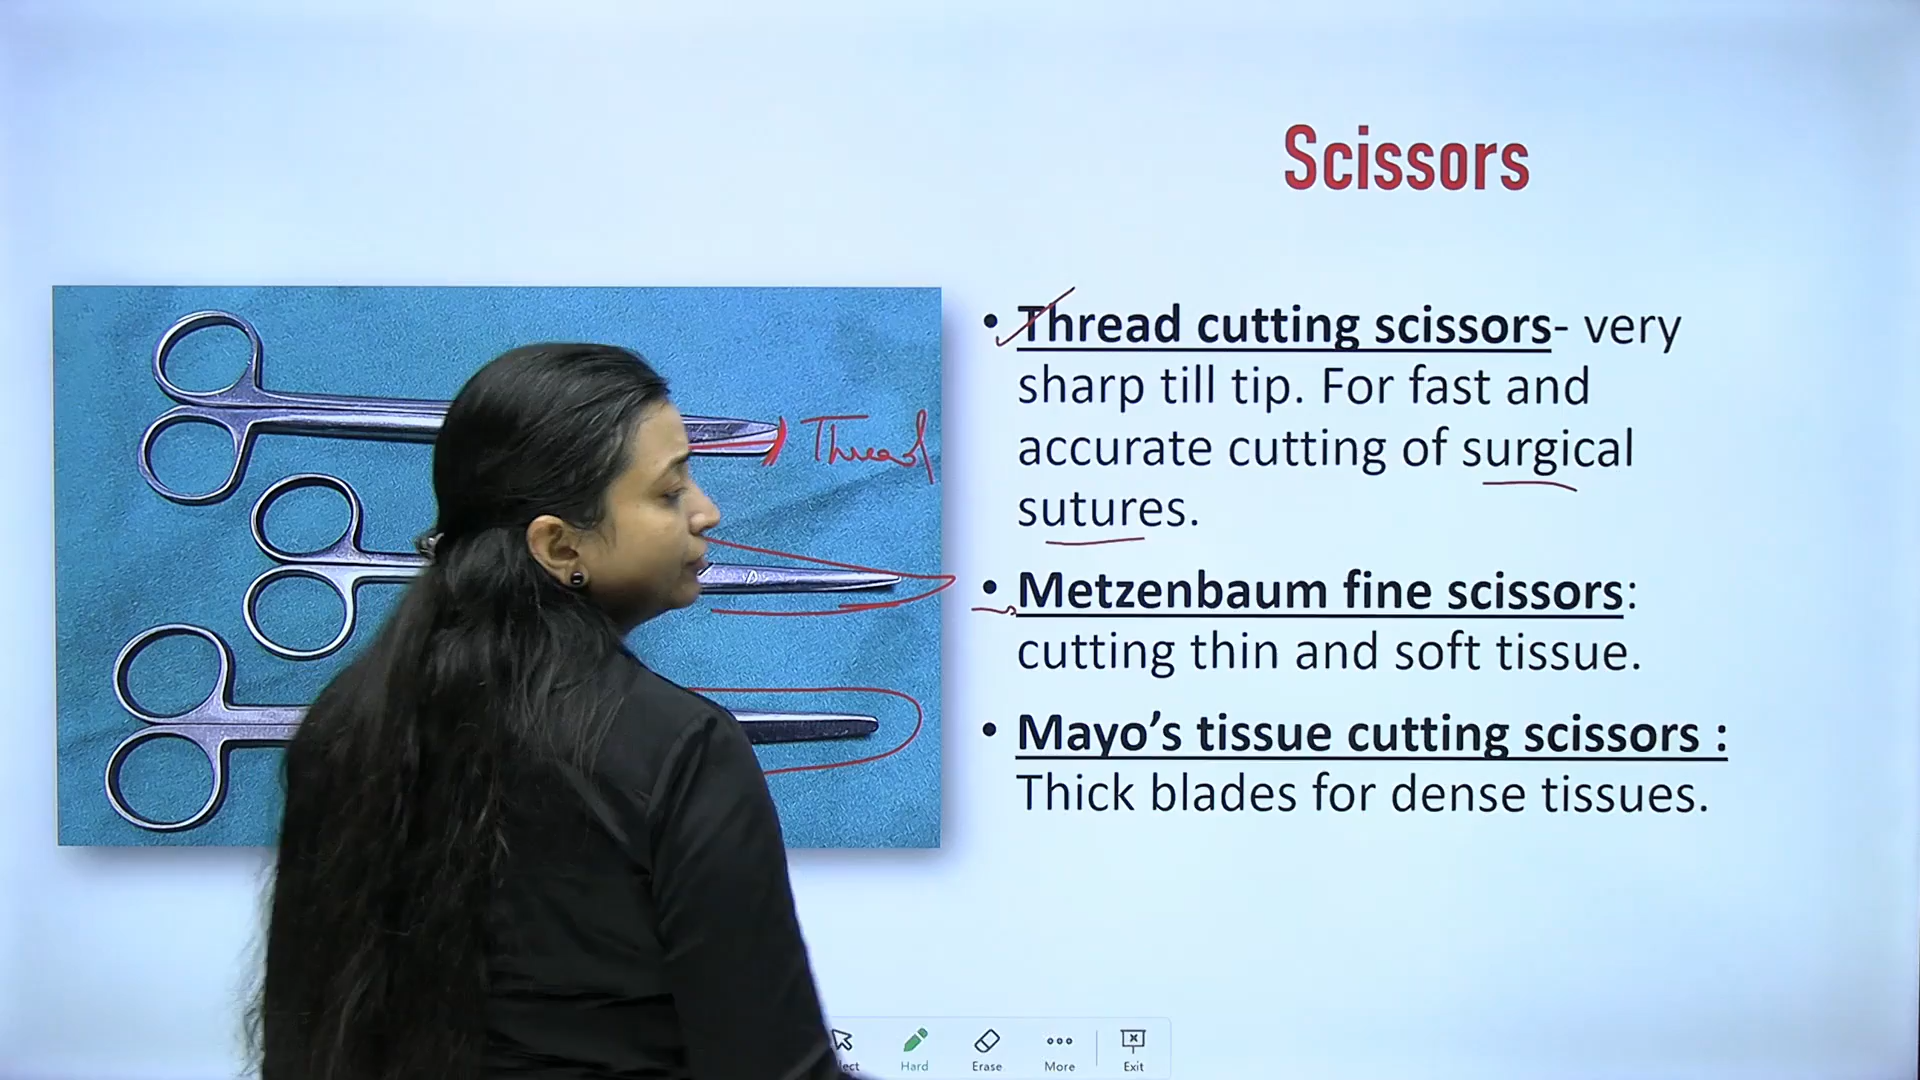 Scissors
• Thread cutting scissors- very
sharp till tip. For fast and
accurate cutting of surgical
sutures.
• Metzenbaum fine scissors:
cutting thin and soft tissue.
• Mayo’s tissue cutting scissors :
Thick blades for dense tissues.
Thread
Hard
Erase
More
Exit